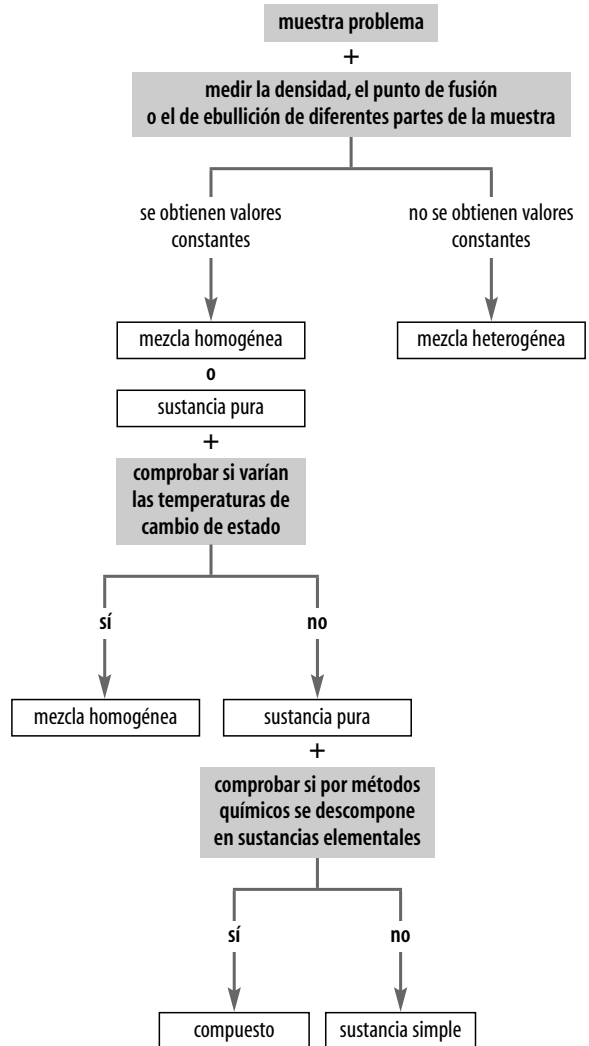 muestra problema
+
medir la densidad, el punto de fusión
o el de ebullición de diferentes partes de la muestra
se obtienen valores
constantes
no se obtienen valores
constantes
mezcla homogénea
mezcla heterogénea
o
sustancia pura
+
comprobar si varían
las temperaturas de
cambio de estado
sí
no
mezcla homogénea
sustancia pura
+
comprobar si por métodos
químicos se descompone
en sustancias elementales
sí
no
compuesto
sustancia simple